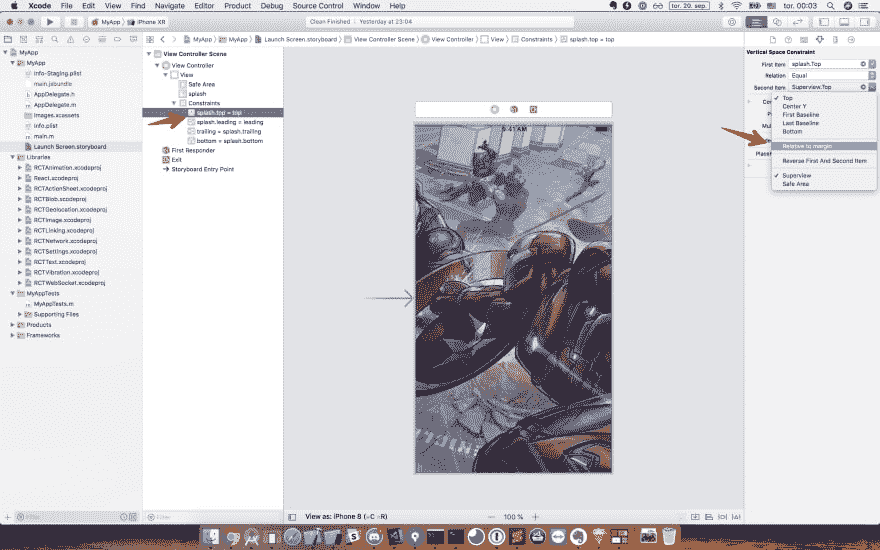 Xcode File Edit View Find Navigate Editor Product Debug Source Control Window Help
tor. 20. sep. tor. 00:03
MyApp iPhone XR
Clean Finished Yesterday at 23:04
MyApp MyApp Launch Screen.storyboard View Controller Scene View Controller View Constraints splash.top = top
MyApp
MyApp
Info-Staging.plist
main.jsbundle
AppDelegate.h
AppDelegate.m
Images.xcassets
Info.plist
main.m
Launch Screen.storyboard
Libraries
RCTAnimation.xcodeproj
React.xcodeproj
RCTActionSheet.xcodeproj
RCTBlob.xcodeproj
RCTGeolocation.xcodeproj
RCTImage.xcodeproj
RCTLinking.xcodeproj
RCTNetwork.xcodeproj
RCTSettings.xcodeproj
RCTText.xcodeproj
RCTVibration.xcodeproj
RCTWebSocket.xcodeproj
MyAppTests
MyAppTests.m
Supporting Files
Products
Frameworks
Filter
View Controller Scene
View Controller
View
Safe Area
splash
Constraints
splash.top = top
splash.leading = leading
trailing = splash.trailing
bottom = splash.bottom
First Responder
Exit
Storyboard Entry Point
Filter
9:41 AM
View as: iPhone 8 (wC hR)
100 %
Vertical Space Constraint
First Item splash.Top
Relation Equal
Second Item Superview.Top
Top
Center Y
First Baseline
Last Baseline
Bottom
Relative to margin
Reverse First And Second Item
Superview
Safe Area